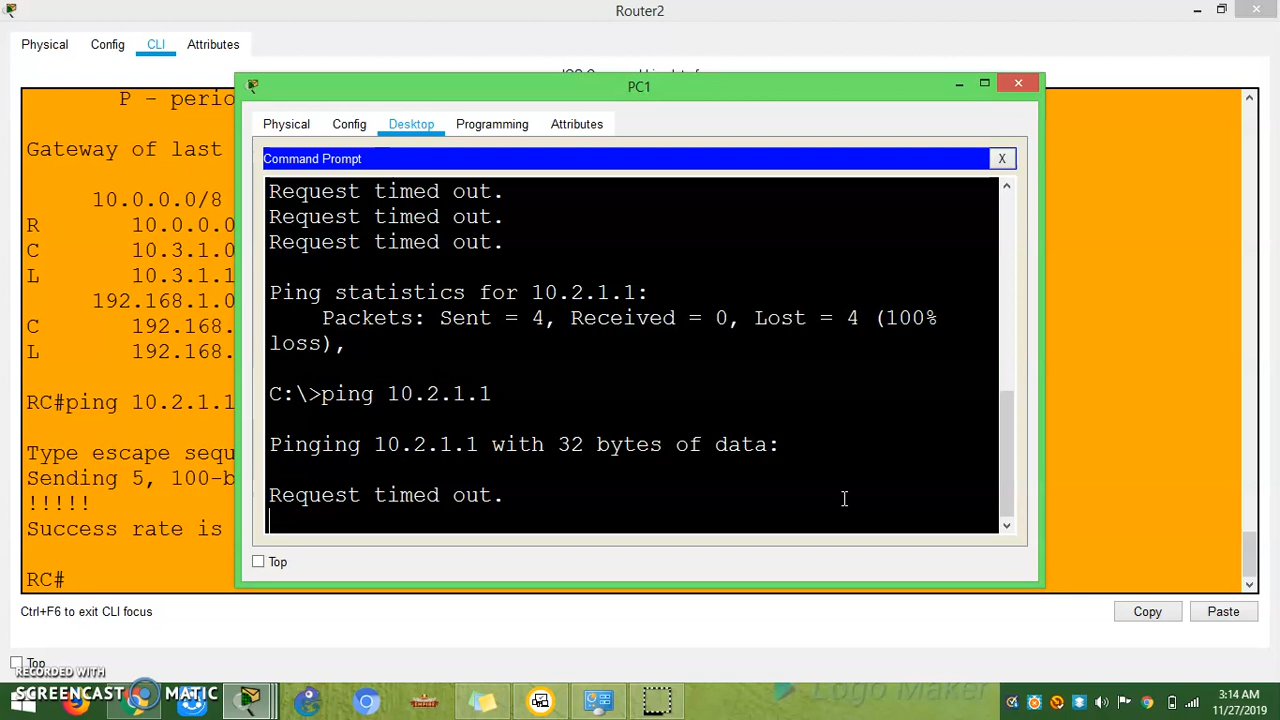 Router2
Physical Config CLI Attributes
PC1
P - perio
Physical Config Desktop Programming Attributes
Gateway of last
Command Prompt X
Request timed out.
10.0.0.0/8
Request timed out.
R 10.0.0.0
Request timed out.
C 10.3.1.0
L 10.3.1.1
Ping statistics for 10.2.1.1:
192.168.1.0
Packets: Sent = 4, Received = 0, Lost = 4 (100%
C 192.168.
loss),
L 192.168.
C:\>ping 10.2.1.1
RC#ping 10.2.1.1
Pinging 10.2.1.1 with 32 bytes of data:
Type escape sequ
Sending 5, 100-b
Request timed out.
!!!!!
Success rate is
Top
RC#
Ctrl+F6 to exit CLI focus
Copy Paste
Top
RECORDED WITH
SCREENCAST MATIC
Logo Maker
3:14 AM
11/27/2019